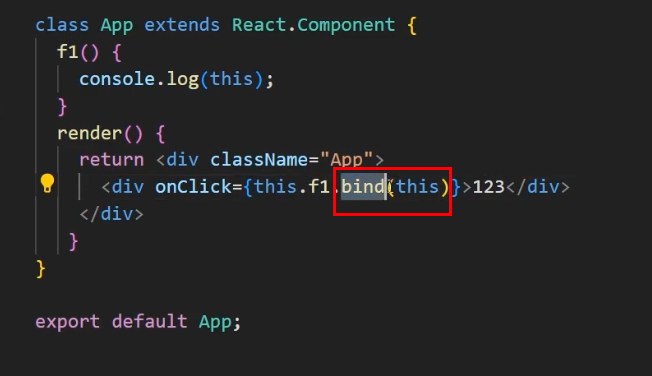 class App extends React.Component {
f1() {
console.log(this);
}
render() {
return <div className="App">
<div onClick={this.f1.bind(this)}>123</div>
</div>
}
}
export default App;